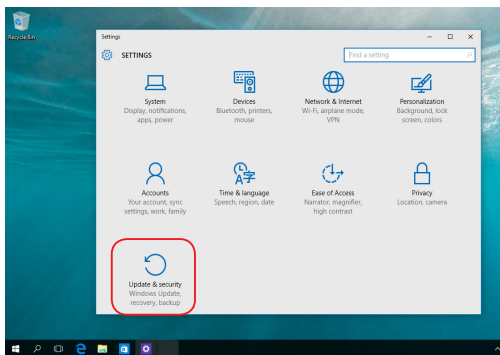 Recycle Bin
Settings
SETTINGS
Find a setting
System
Display, notifications,
apps, power
Devices
Bluetooth, printers,
mouse
Network & Internet
Wi-Fi, airplane mode,
VPN
Personalization
Background, lock
screen, colors
Accounts
Your account, sync
settings, work, family
Time & language
Speech, region, date
Ease of Access
Narrator, magnifier,
high contrast
Privacy
Location, camera
Update & security
Windows Update,
recovery, backup